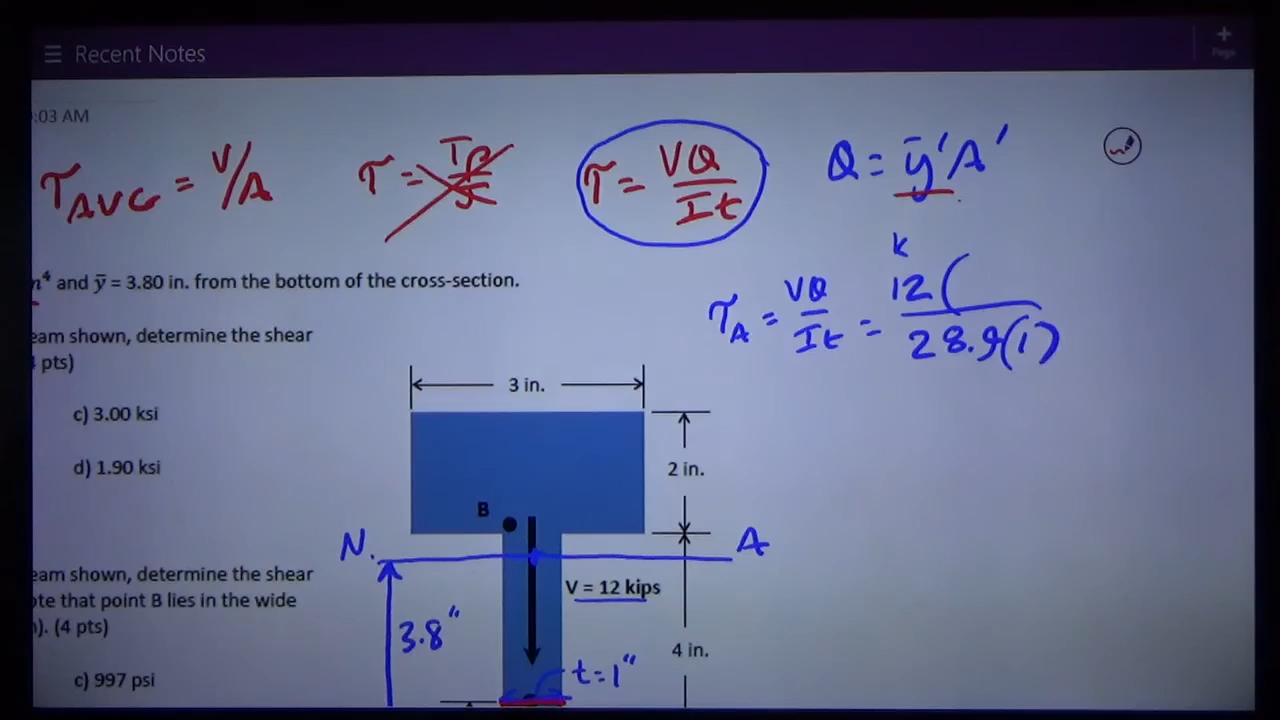 Recent Notes
Page
:03 AM
τ AVG = V/A
τ = Tρ/J
τ = VQ/It
Q = ȳ'A'
n⁴ and ȳ = 3.80 in. from the bottom of the cross-section.
k
τA = VQ/It = 12( / 28.9(1)
eam shown, determine the shear
pts)
3 in.
c) 3.00 ksi
d) 1.90 ksi
2 in.
B
N.
A
eam shown, determine the shear
V = 12 kips
ote that point B lies in the wide
). (4 pts)
3.8"
4 in.
t=1"
c) 997 psi